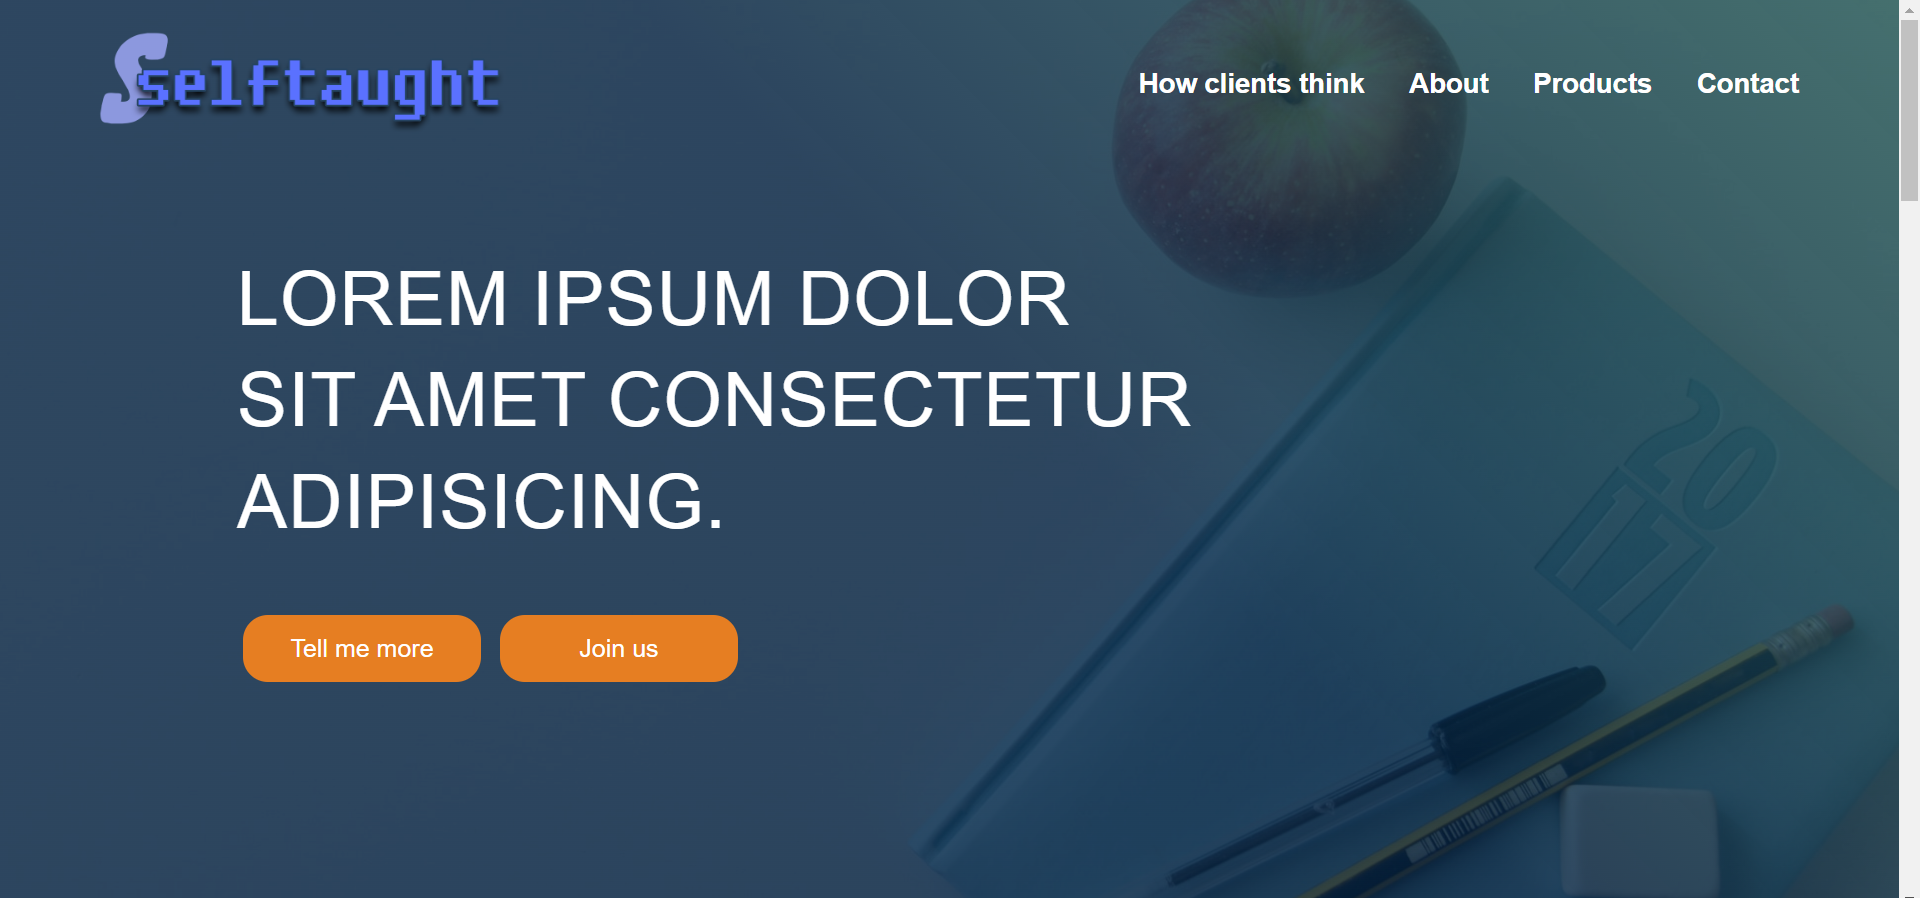 S selftaught
How clients think About Products Contact
LOREM IPSUM DOLOR
SIT AMET CONSECTETUR
ADIPISICING.
Tell me more Join us
2017